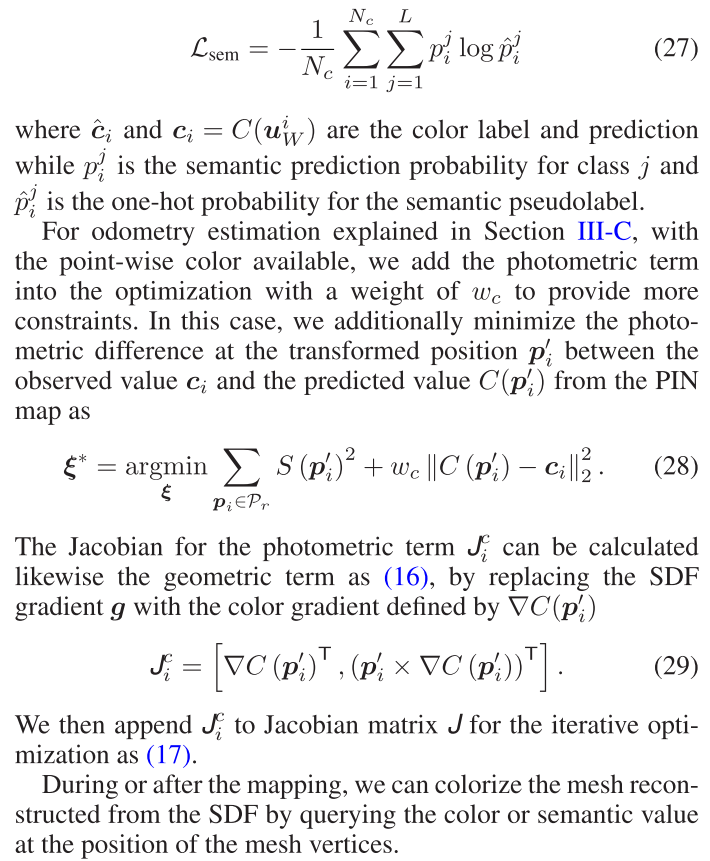 $$\mathcal{L}_{\text{sem}} = -\frac{1}{N_c} \sum_{i=1}^{N_c} \sum_{j=1}^{L} p_i^j \log \hat{p}_i^j \quad (27)$$
where $\hat{\boldsymbol{c}}_i$ and $\boldsymbol{c}_i = C(\boldsymbol{u}_W^i)$ are the color label and prediction
while $p_i^j$ is the semantic prediction probability for class $j$ and
$\hat{p}_i^j$ is the one-hot probability for the semantic pseudolabel.
For odometry estimation explained in Section III-C, with
the point-wise color available, we add the photometric term
into the optimization with a weight of $w_c$ to provide more
constraints. In this case, we additionally minimize the photo-
metric difference at the transformed position $\boldsymbol{p}_i'$ between the
observed value $\boldsymbol{c}_i$ and the predicted value $C(\boldsymbol{p}_i')$ from the PIN
map as
$$\boldsymbol{\xi}^* = \underset{\boldsymbol{\xi}}{\operatorname{argmin}} \sum_{\boldsymbol{p}_i \in \mathcal{P}_r} S(\boldsymbol{p}_i')^2 + w_c \|C(\boldsymbol{p}_i') - \boldsymbol{c}_i\|_2^2. \quad (28)$$
The Jacobian for the photometric term $\boldsymbol{J}_i^c$ can be calculated
likewise the geometric term as (16), by replacing the SDF
gradient $\boldsymbol{g}$ with the color gradient defined by $\nabla C(\boldsymbol{p}_i')$
$$\boldsymbol{J}_i^c = \left[ \nabla C(\boldsymbol{p}_i')^\mathsf{T}, (\boldsymbol{p}_i' \times \nabla C(\boldsymbol{p}_i'))^\mathsf{T} \right]. \quad (29)$$
We then append $\boldsymbol{J}_i^c$ to Jacobian matrix $\boldsymbol{J}$ for the iterative opti-
mization as (17).
During or after the mapping, we can colorize the mesh recon-
structed from the SDF by querying the color or semantic value
at the position of the mesh vertices.